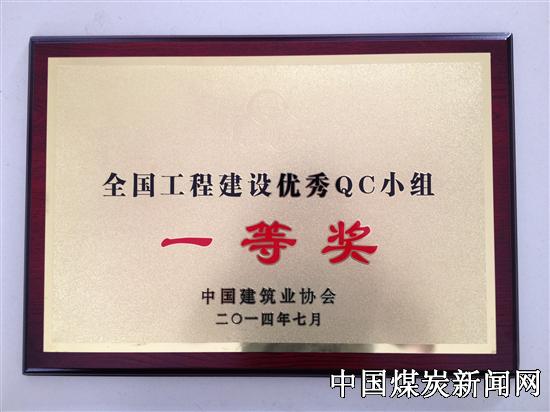 全国工程建设优秀QC小组
一等奖
中国建筑业协会
二〇一四年七月
中国煤炭新闻网